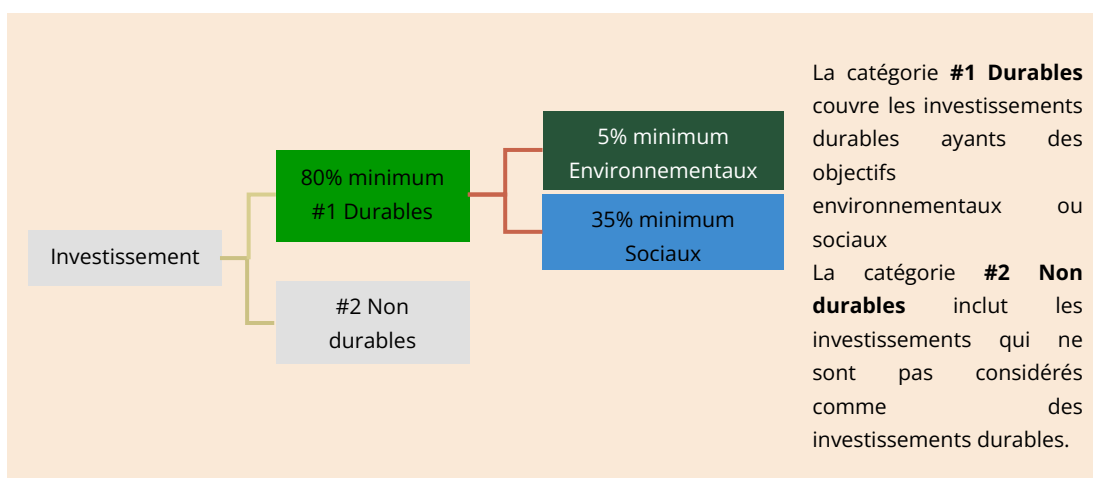 Investissement
80% minimum
#1 Durables
#2 Non
durables
5% minimum
Environnementaux
35% minimum
Sociaux
La catégorie #1 Durables
couvre les investissements
durables ayants des
objectifs
environnementaux ou
sociaux
La catégorie #2 Non
durables inclut les
investissements qui ne
sont pas considérés
comme des
investissements durables.